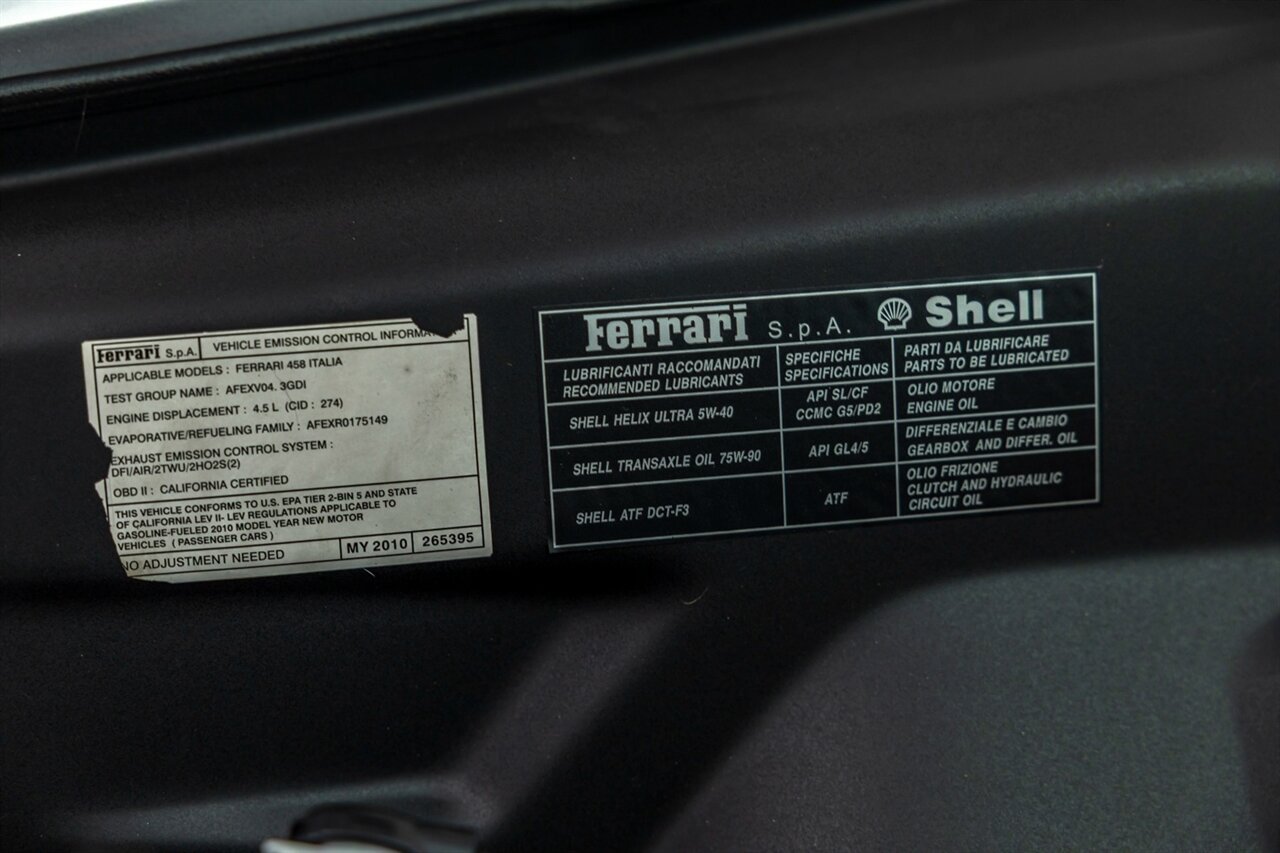 Ferrari S.p.A. VEHICLE EMISSION CONTROL
APPLICABLE MODELS : FERRARI 458 ITALIA
TEST GROUP NAME : AFEXV04. 3GDI
ENGINE DISPLACEMENT : 4.5 L (CID : 274)
EVAPORATIVE/REFUELING FAMILY : AFEXR0175149
EXHAUST EMISSION CONTROL SYSTEM :
DFI/AIR/2TWU/2HO2S(2)
OBD II : CALIFORNIA CERTIFIED
THIS VEHICLE CONFORMS TO U.S. EPA TIER 2-BIN 5 AND STATE
OF CALIFORNIA LEV II- LEV REGULATIONS APPLICABLE TO
GASOLINE-FUELED 2010 MODEL YEAR NEW MOTOR
VEHICLES ( PASSENGER CARS )
NO ADJUSTMENT NEEDED MY 2010 265395
Ferrari S.p.A. Shell
LUBRIFICANTI RACCOMANDATI
RECOMMENDED LUBRICANTS
SPECIFICHE
SPECIFICATIONS
PARTI DA LUBRIFICARE
PARTS TO BE LUBRICATED
SHELL HELIX ULTRA 5W-40
API SL/CF
CCMC G5/PD2
OLIO MOTORE
ENGINE OIL
SHELL TRANSAXLE OIL 75W-90
API GL4/5
DIFFERENZIALE E CAMBIO
GEARBOX AND DIFFER. OIL
SHELL ATF DCT-F3
ATF
OLIO FRIZIONE
CLUTCH AND HYDRAULIC
CIRCUIT OIL